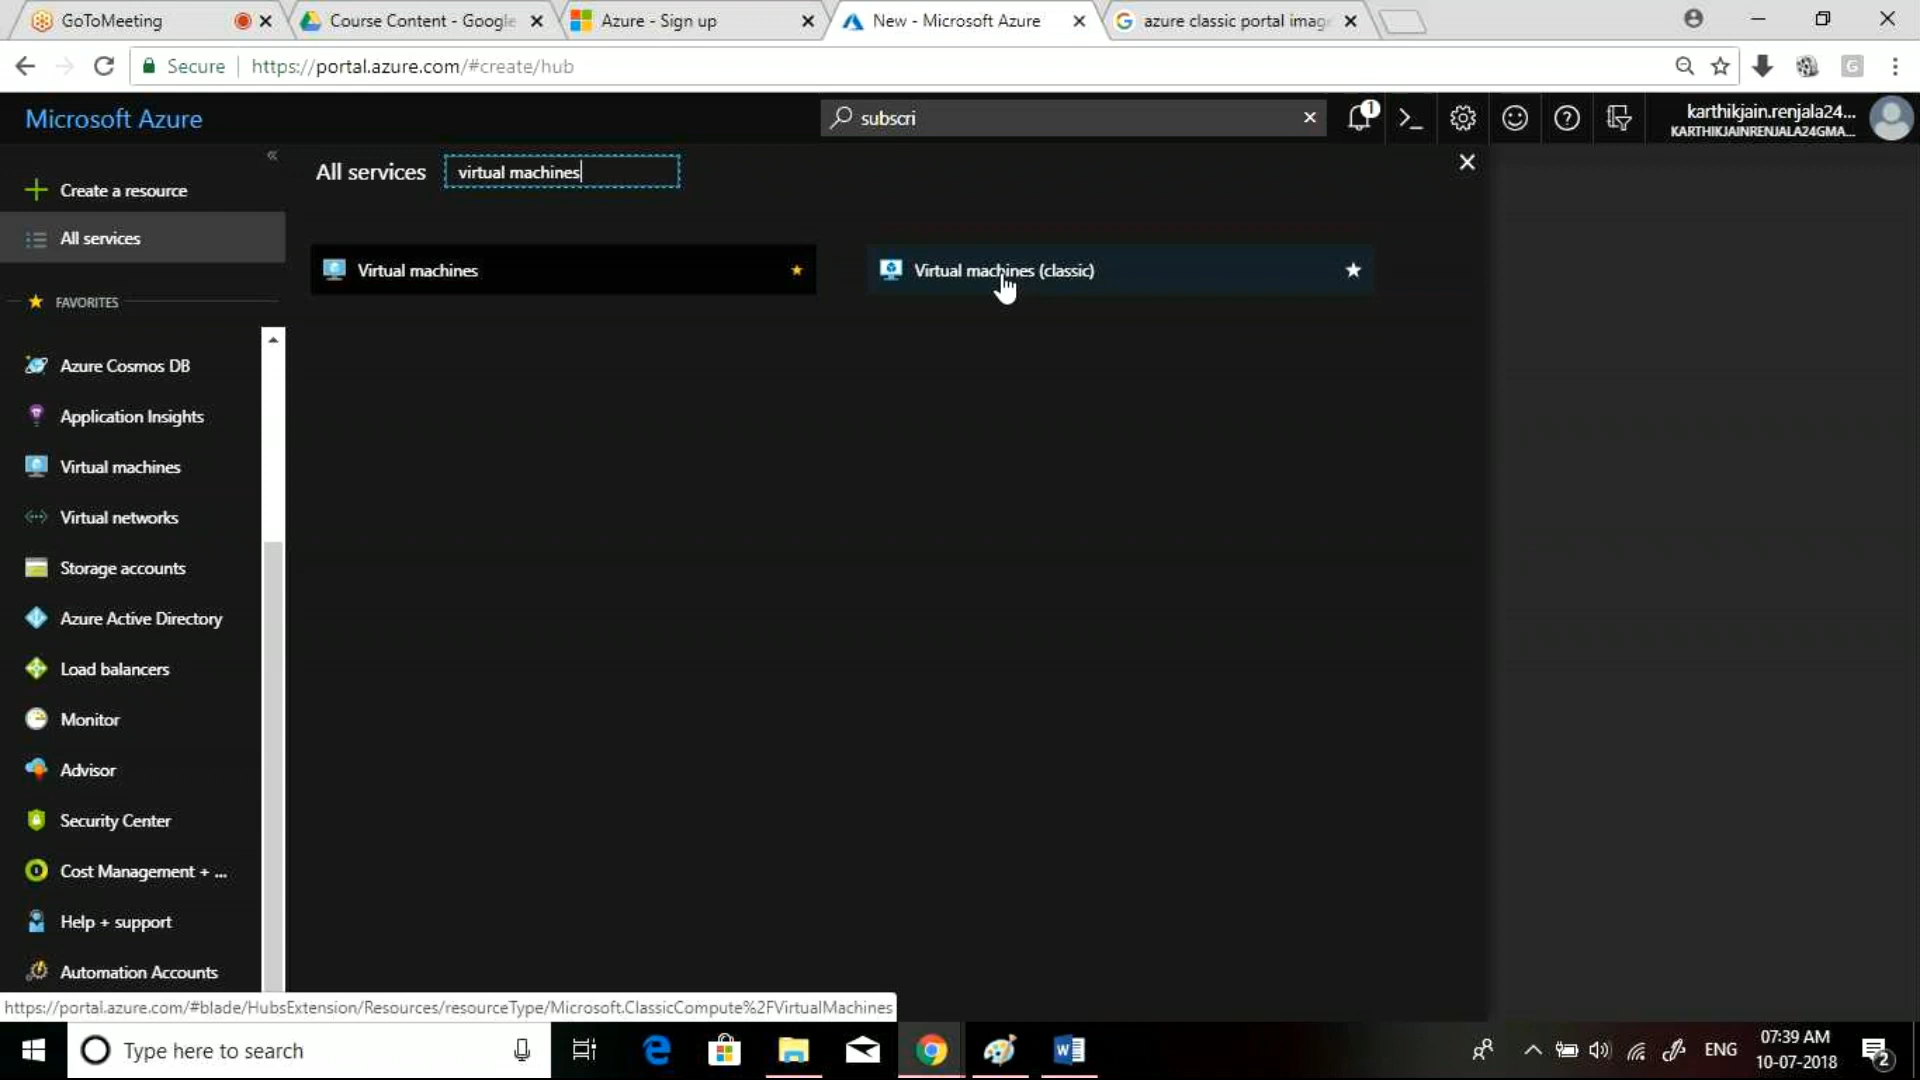 GoToMeeting
Course Content - Google
Azure - Sign up
New - Microsoft Azure
azure classic portal imag
Secure
https://portal.azure.com/#create/hub
G
Microsoft Azure
subscri
1
karthikjain.renjala24...
KARTHIKJAINRENJALA24GMA...
All services
virtual machines
Create a resource
All services
Virtual machines
Virtual machines (classic)
FAVORITES
Azure Cosmos DB
Application Insights
Virtual machines
Virtual networks
Storage accounts
Azure Active Directory
Load balancers
Monitor
Advisor
Security Center
Cost Management + ...
Help + support
Automation Accounts
https://portal.azure.com/#blade/HubsExtension/Resources/resourceType/Microsoft.ClassicCompute%2FVirtualMachines
Type here to search
ENG
07:39 AM
10-07-2018
2